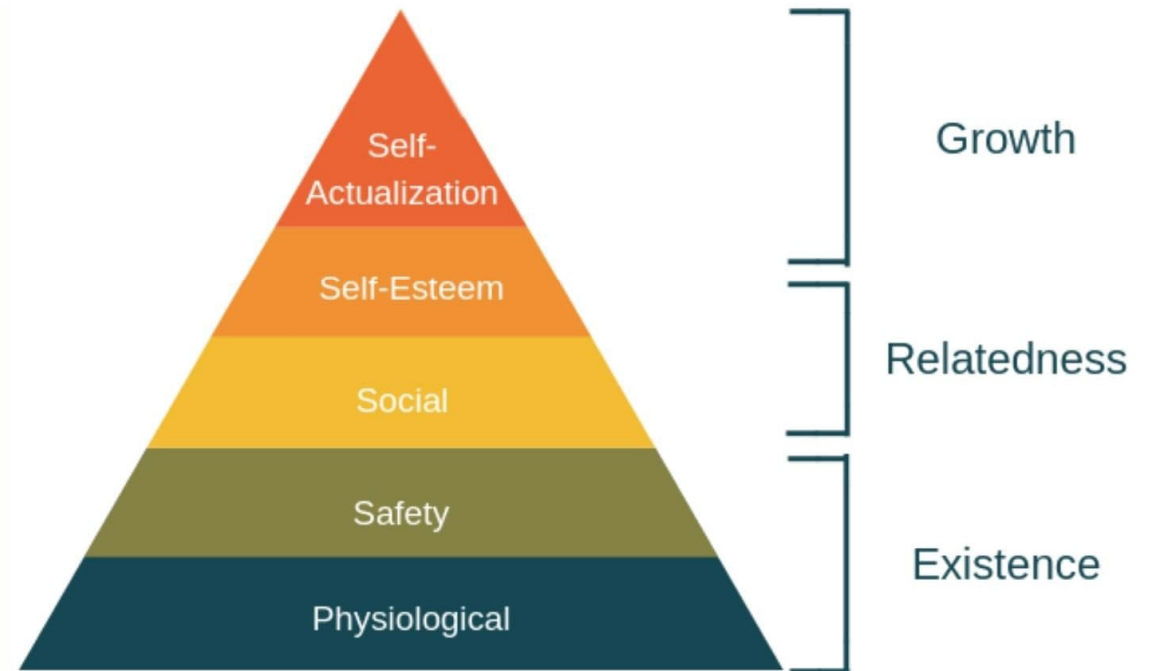 Self-
Actualization
Self-Esteem
Social
Safety
Physiological
Growth
Relatedness
Existence